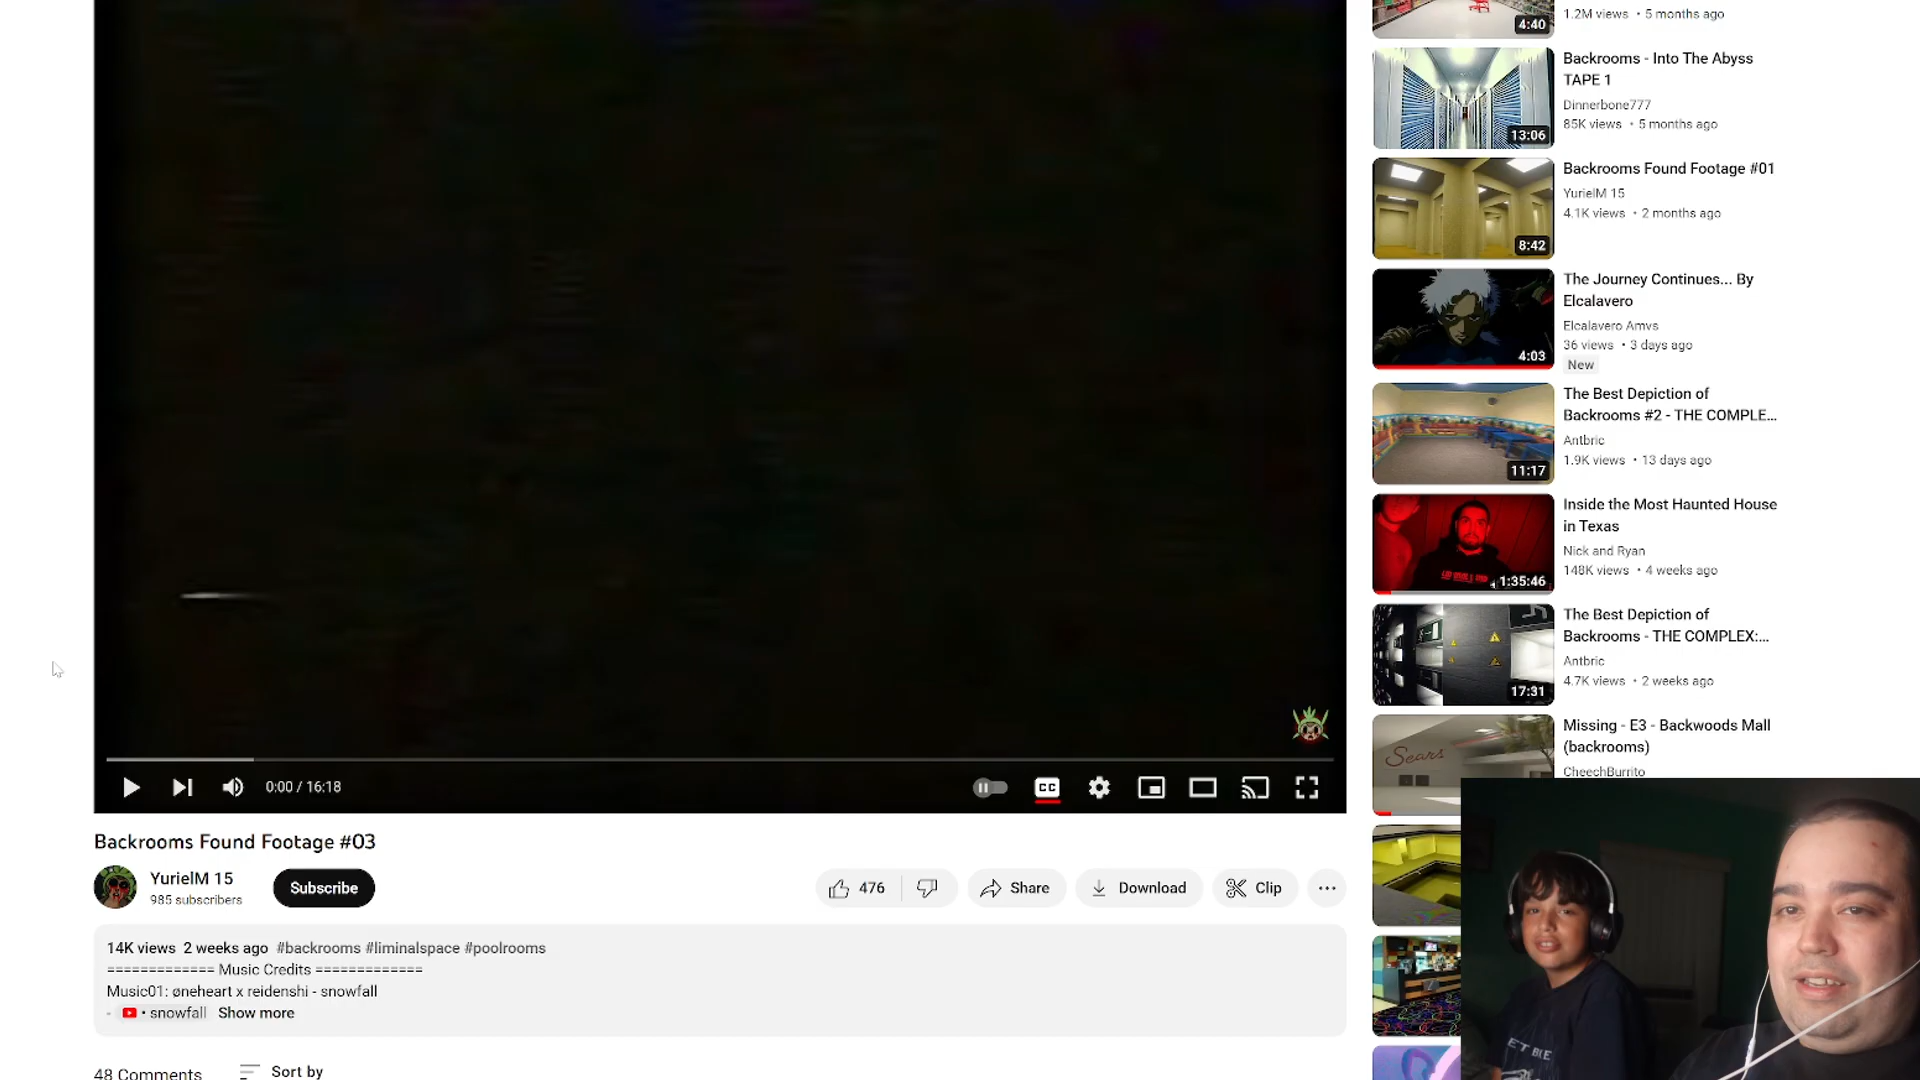 0:00 / 16:18
CC
Backrooms Found Footage #03
YurielM 15
985 subscribers
Subscribe
476
Share
Download
Clip
14K views 2 weeks ago #backrooms #liminalspace #poolrooms
============= Music Credits =============
Music01: øneheart x reidenshi - snowfall
- • snowfall Show more
48 Comments
Sort by
4:40
1.2M views • 5 months ago
13:06
Backrooms - Into The Abyss
TAPE 1
Dinnerbone777
85K views • 5 months ago
8:42
Backrooms Found Footage #01
YurielM 15
4.1K views • 2 months ago
4:03
The Journey Continues... By
Elcalavero
Elcalavero Amvs
36 views • 3 days ago
New
11:17
The Best Depiction of
Backrooms #2 - THE COMPLE...
Antbric
1.9K views • 13 days ago
1:35:46
Inside the Most Haunted House
in Texas
Nick and Ryan
148K views • 4 weeks ago
17:31
The Best Depiction of
Backrooms - THE COMPLEX:...
Antbric
4.7K views • 2 weeks ago
Sears
Missing - E3 - Backwoods Mall
(backrooms)
CheechBurrito